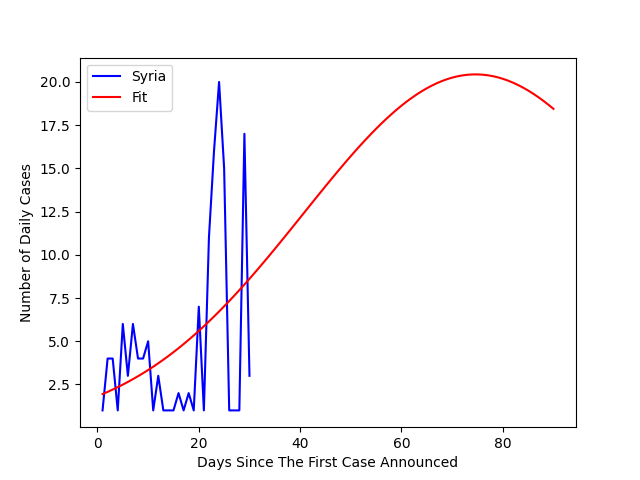 Syria
Fit
20.0
17.5
15.0
12.5
10.0
7.5
5.0
2.5
Number of Daily Cases
0 20 40 60 80
Days Since The First Case Announced